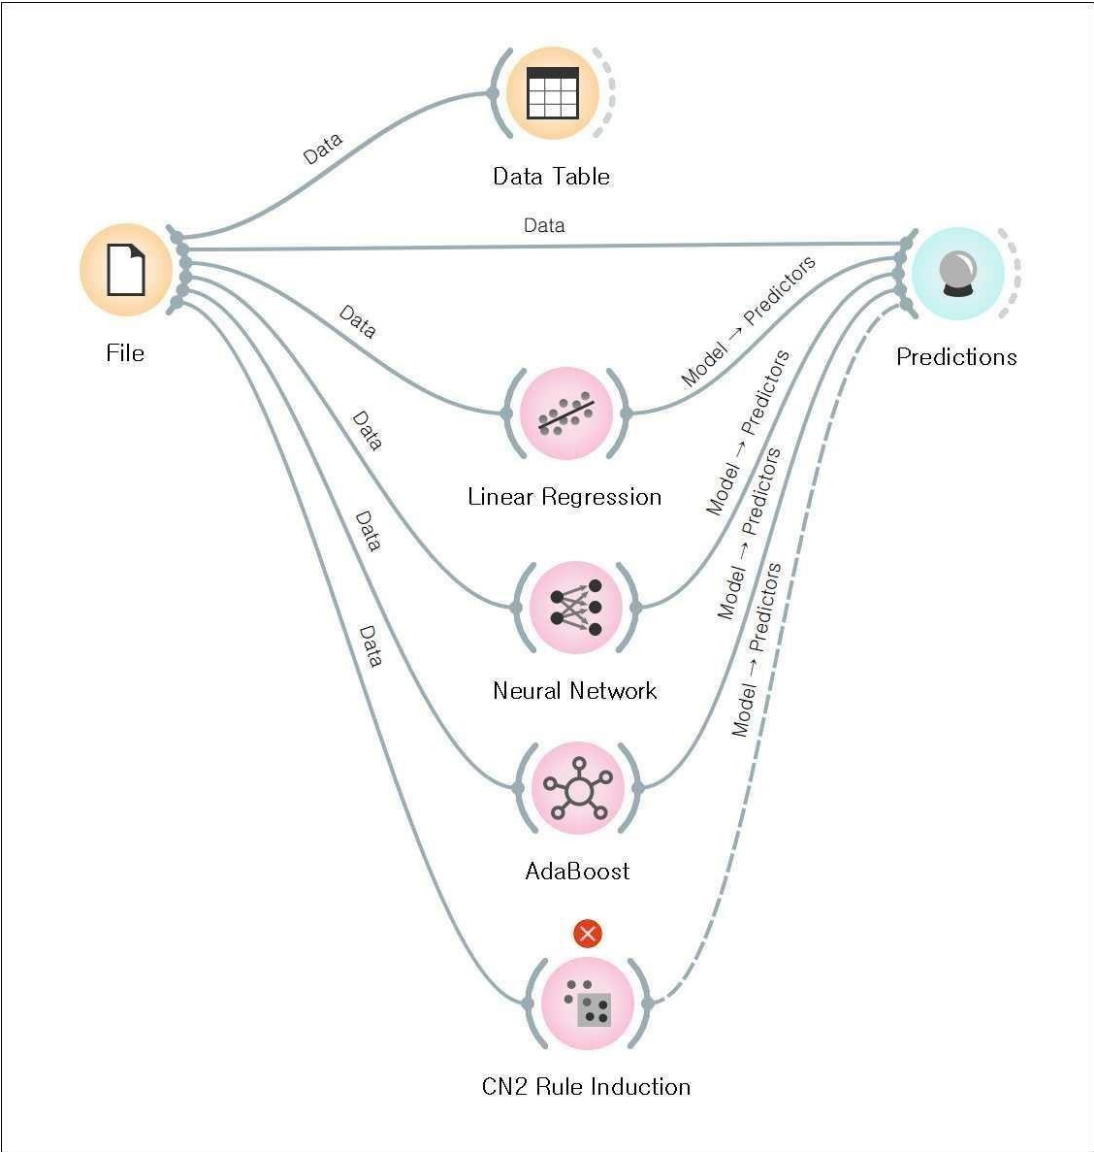 Data
Data Table
Data
File
Predictions
Data
Model → Predictors
Linear Regression
Data
Model → Predictors
Neural Network
Data
Model → Predictors
AdaBoost
Data
Model → Predictors
CN2 Rule Induction